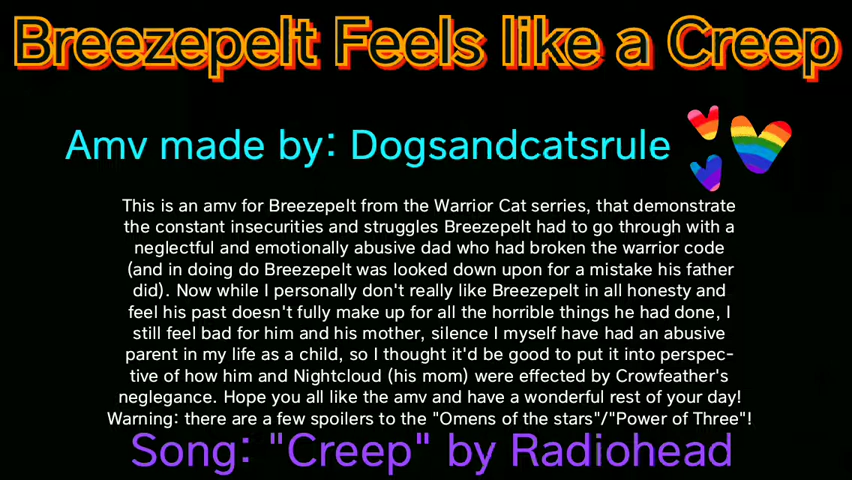 Breezepelt Feels like a Creep
Amv made by: Dogsandcatsrule
This is an amv for Breezepelt from the Warrior Cat serries, that demonstrate
the constant insecurities and struggles Breezepelt had to go through with a
neglectful and emotionally abusive dad who had broken the warrior code
(and in doing do Breezepelt was looked down upon for a mistake his father
did). Now while I personally don't really like Breezepelt in all honesty and
feel his past doesn't fully make up for all the horrible things he had done, I
still feel bad for him and his mother, silence I myself have had an abusive
parent in my life as a child, so I thought it'd be good to put it into perspec-
tive of how him and Nightcloud (his mom) were effected by Crowfeather's
neglegance. Hope you all like the amv and have a wonderful rest of your day!
Warning: there are a few spoilers to the "Omens of the stars"/"Power of Three"!
Song: "Creep" by Radiohead